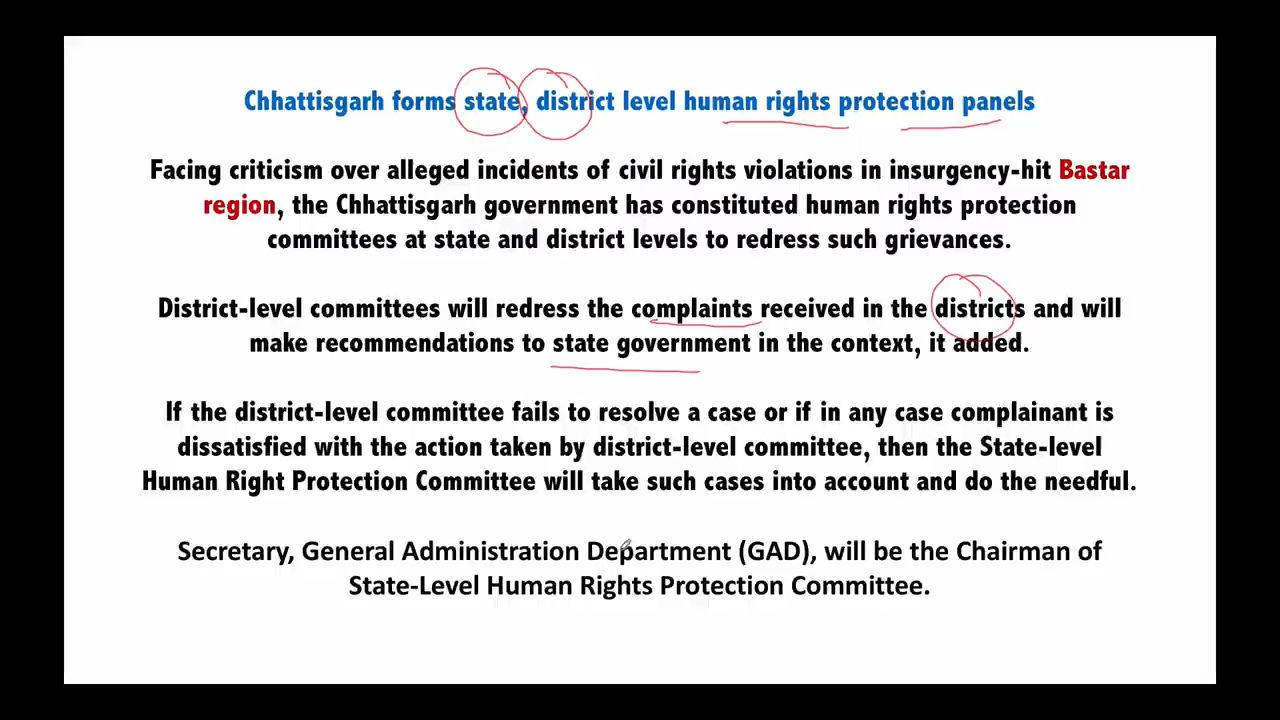 Chhattisgarh forms state, district level human rights protection panels
Facing criticism over alleged incidents of civil rights violations in insurgency-hit Bastar
region, the Chhattisgarh government has constituted human rights protection
committees at state and district levels to redress such grievances.
District-level committees will redress the complaints received in the districts and will
make recommendations to state government in the context, it added.
If the district-level committee fails to resolve a case or if in any case complainant is
dissatisfied with the action taken by district-level committee, then the State-level
Human Right Protection Committee will take such cases into account and do the needful.
Secretary, General Administration Department (GAD), will be the Chairman of
State-Level Human Rights Protection Committee.